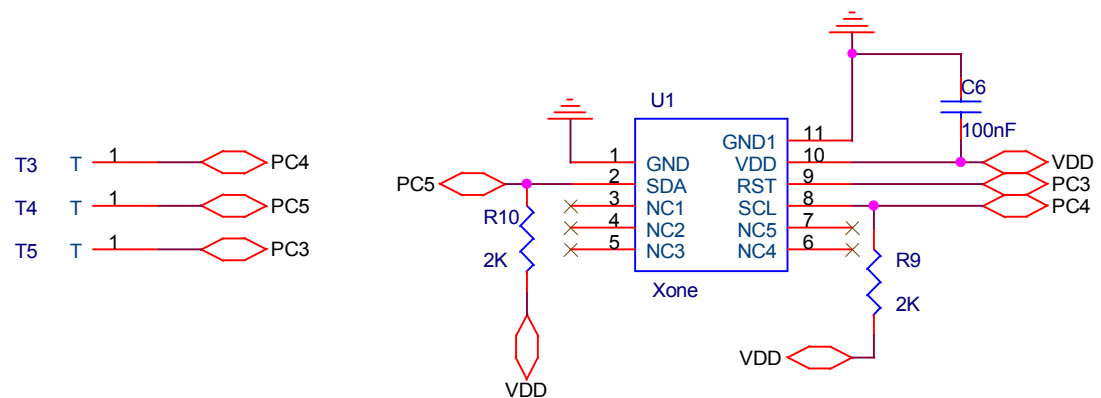 T3 T 1 PC4
T4 T 1 PC5
T5 T 1 PC3
U1
C6
100nF
GND1 11
1 GND VDD 10 VDD
PC5 2 SDA RST 9 PC3
3 NC1 SCL 8 PC4
R10 4 NC2 NC5 7
5 NC3 NC4 6
2K
R9
Xone
2K
VDD
VDD